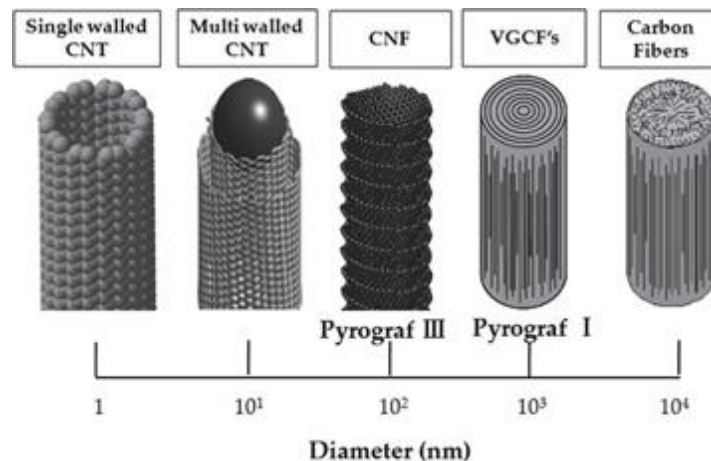 Single walled
CNT
Multi walled
CNT
CNF
VGCF's
Carbon
Fibers
Pyrograf III
Pyrograf I
1
10¹
10²
10³
10⁴
Diameter (nm)